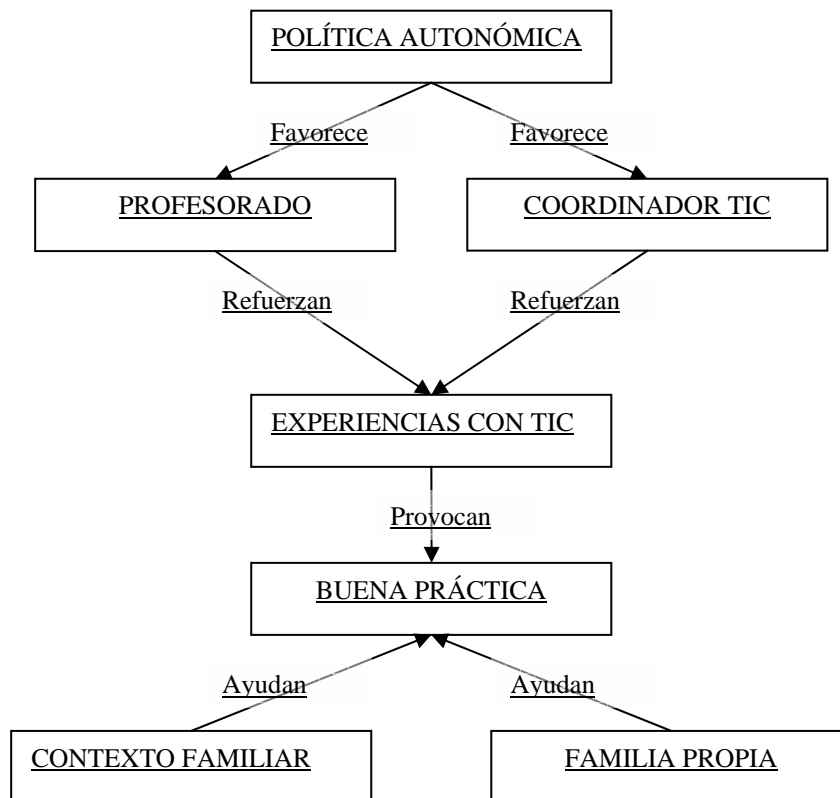 POLÍTICA AUTONÓMICA
Favorece
Favorece
PROFESORADO
COORDINADOR TIC
Refuerzan
Refuerzan
EXPERIENCIAS CON TIC
Provocan
BUENA PRÁCTICA
Ayudan
Ayudan
CONTEXTO FAMILIAR
FAMILIA PROPIA